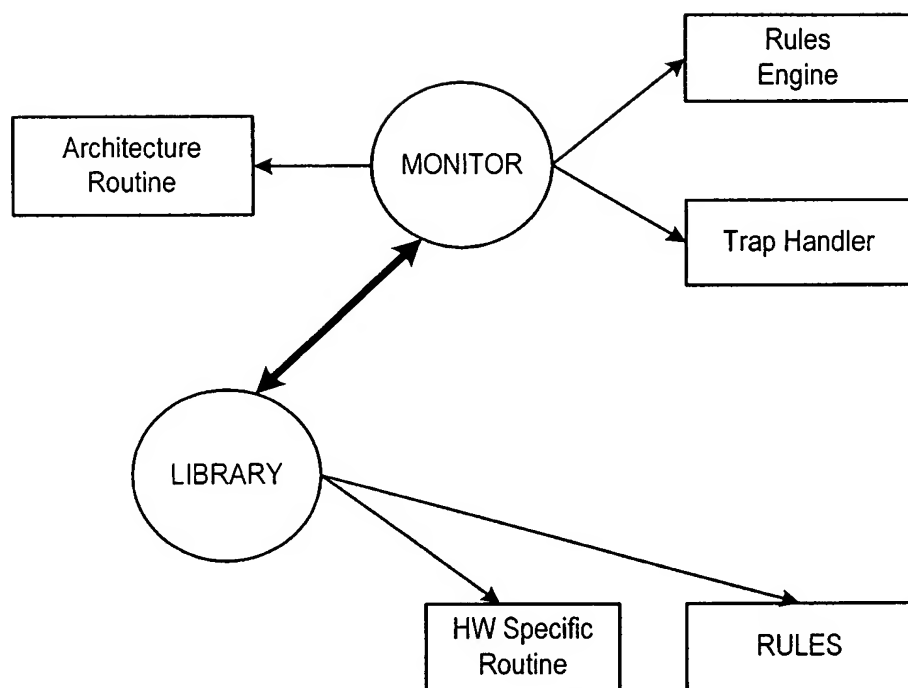 Rules
Engine
Architecture
Routine
MONITOR
Trap Handler
LIBRARY
HW Specific
Routine
RULES